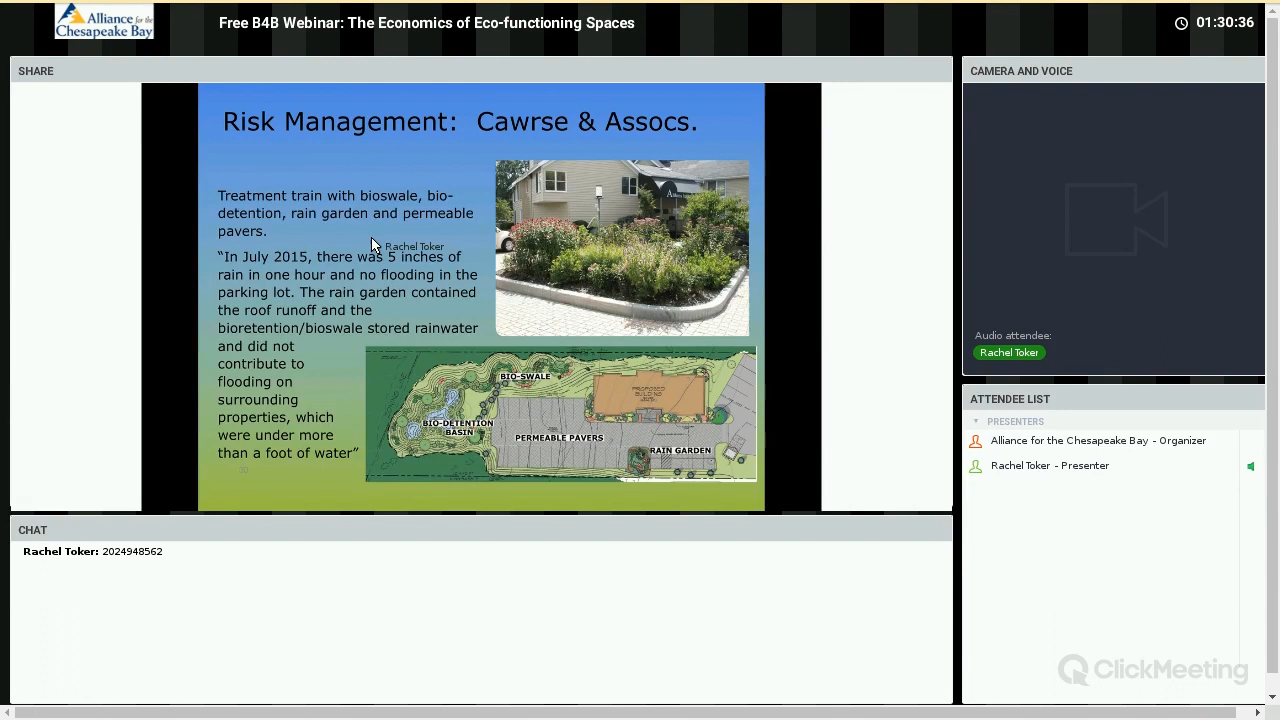 Alliance for the
Chesapeake Bay
Free B4B Webinar: The Economics of Eco-functioning Spaces
01:30:36
SHARE
Risk Management: Cawrse & Assocs.
Treatment train with bioswale, bio-
detention, rain garden and permeable
pavers.
Rachel Toker
“In July 2015, there was 5 inches of
rain in one hour and no flooding in the
parking lot. The rain garden contained
the roof runoff and the
bioretention/bioswale stored rainwater
and did not
contribute to
flooding on
surrounding
properties, which
were under more
than a foot of water”
30
BIO-SWALE
PROPOSED
BUILDING
BIO-DETENTION
BASIN
PERMEABLE PAVERS
RAIN GARDEN
CHAT
Rachel Toker: 2024948562
CAMERA AND VOICE
Audio attendee:
Rachel Toker
ATTENDEE LIST
PRESENTERS
Alliance for the Chesapeake Bay - Organizer
Rachel Toker - Presenter
ClickMeeting